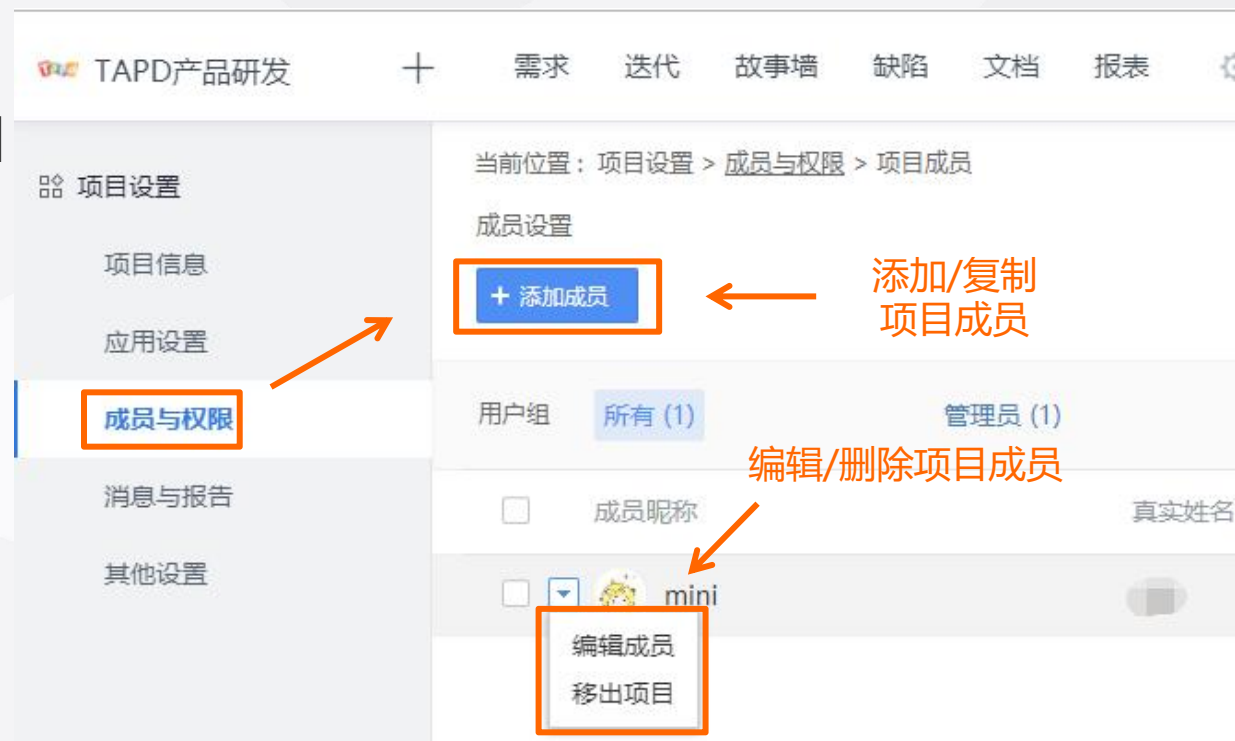 TAPD产品研发
需求 迭代 故事墙 缺陷 文档 报表
项目设置
项目信息
应用设置
成员与权限
消息与报告
其他设置
当前位置：项目设置 > 成员与权限 > 项目成员
成员设置
+ 添加成员
添加/复制
项目成员
用户组 所有 (1) 管理员 (1)
编辑/删除项目成员
成员昵称 真实姓名
mini
编辑成员
移出项目